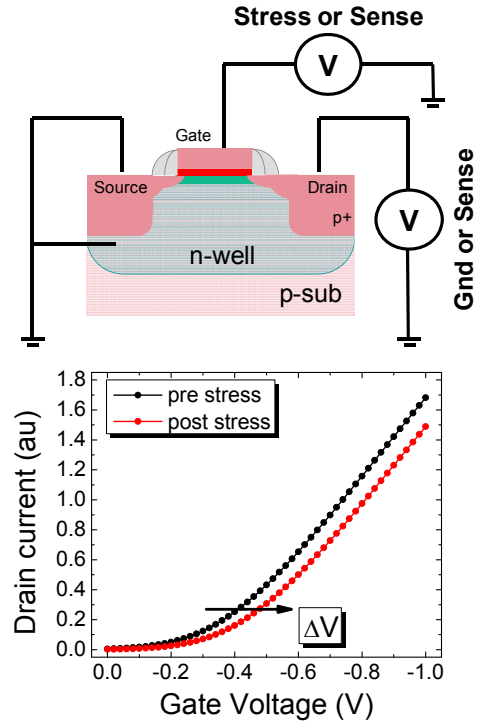 Stress or Sense
V
Gate
Source
Drain
p+
V
Gnd or Sense
n-well
p-sub
1.8
1.6
1.4
1.2
1.0
0.8
0.6
0.4
0.2
0.0
Drain current (au)
pre stress
post stress
ΔV
0.0 -0.2 -0.4 -0.6 -0.8 -1.0
Gate Voltage (V)